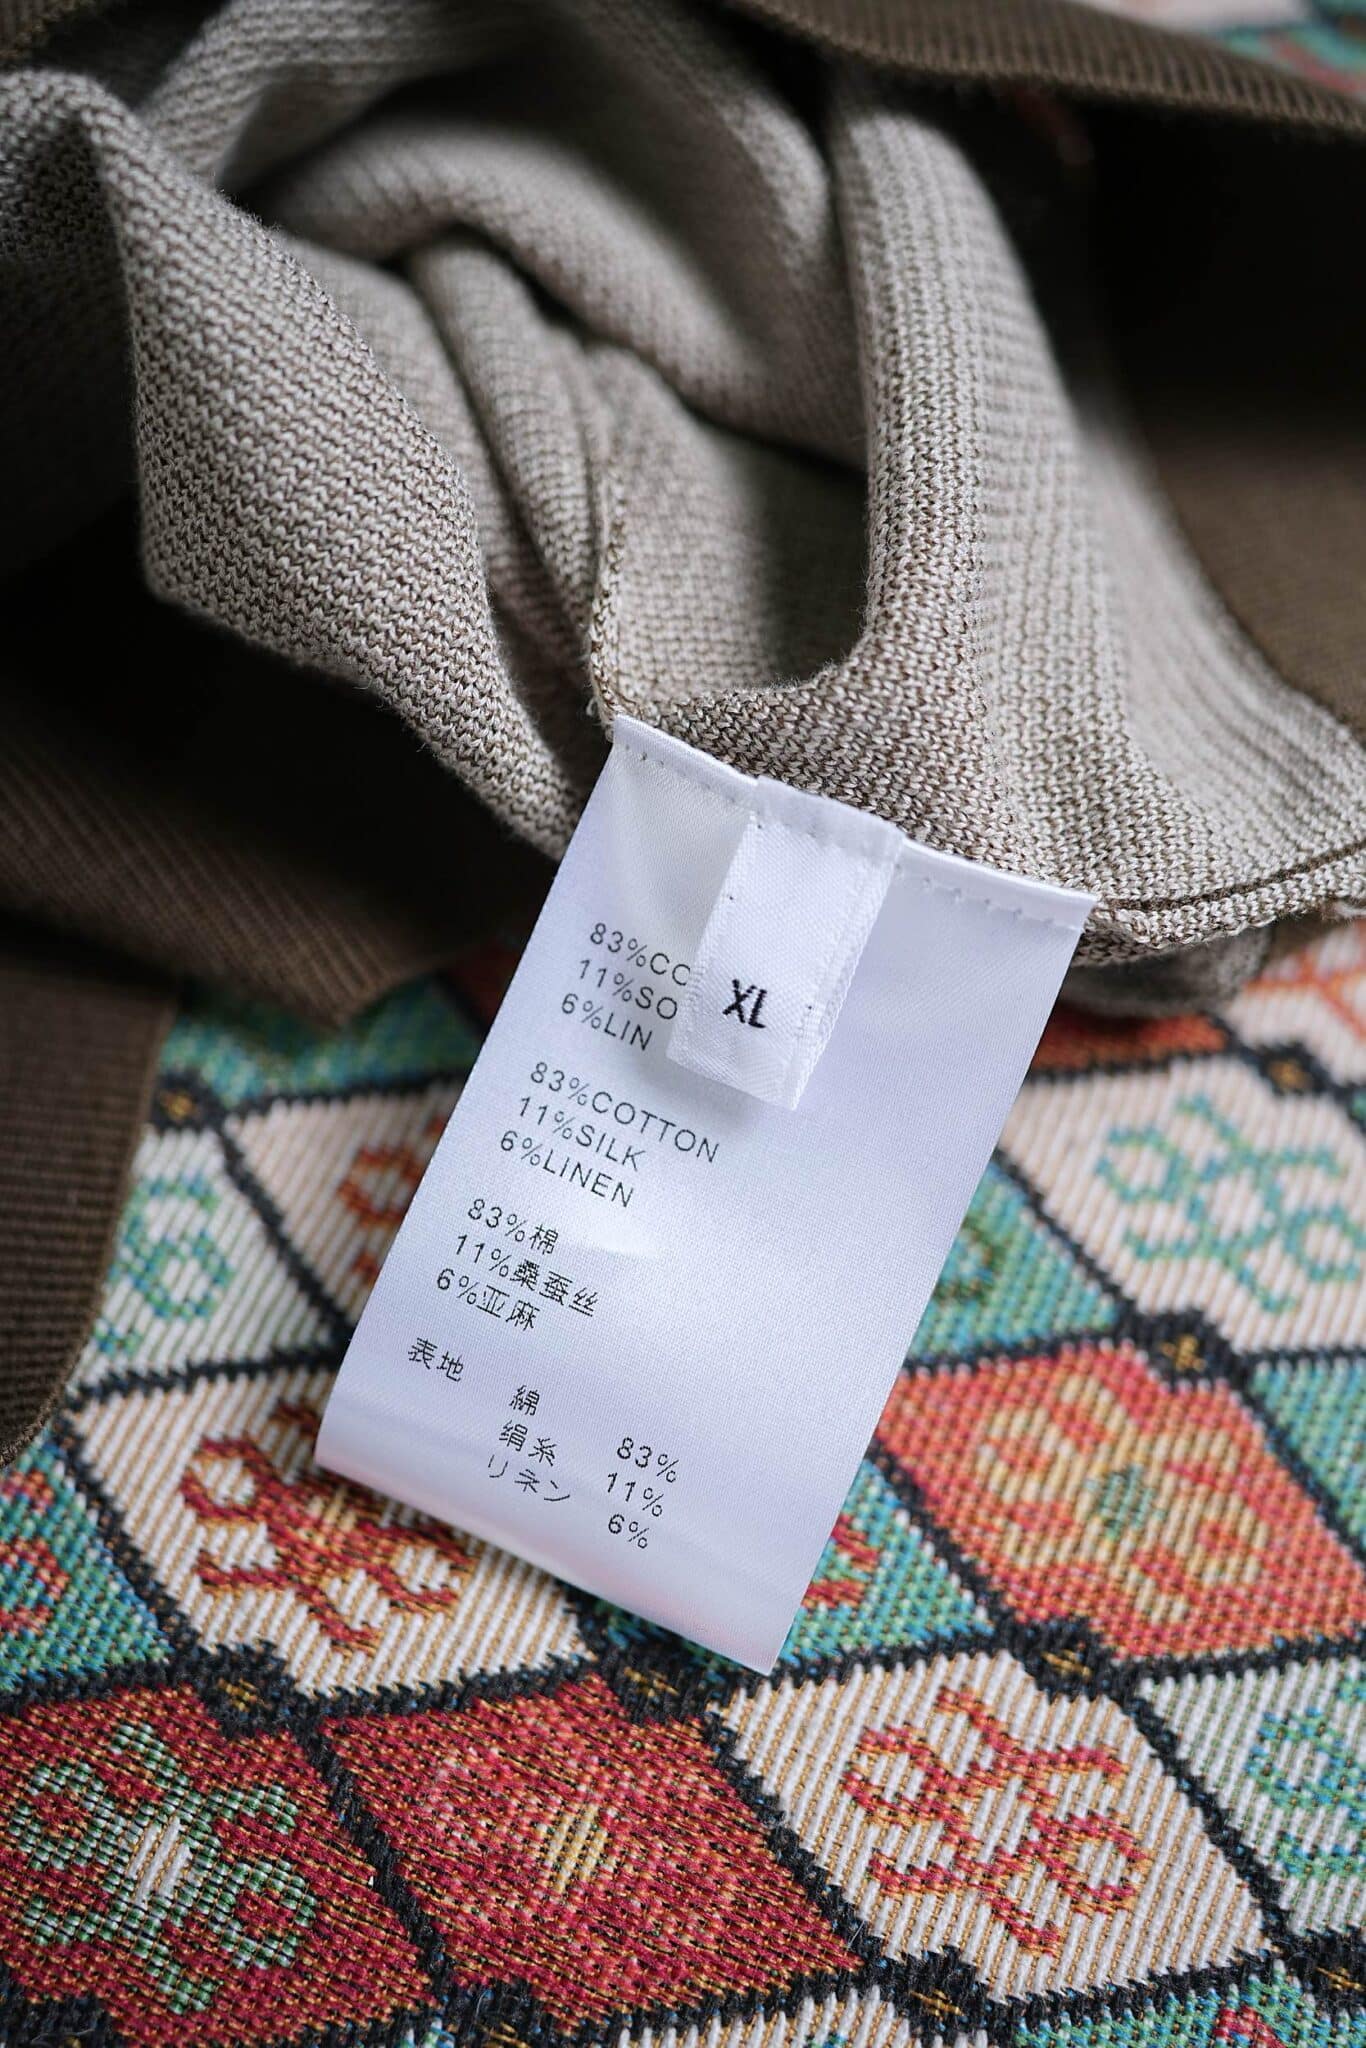 XL
83%CO
11%SO
6%LIN
83%COTTON
11%SILK
6%LINEN
83%棉
11%桑蚕丝
6%亚麻
表地
綿 83%
绢糸 11%
リネン 6%